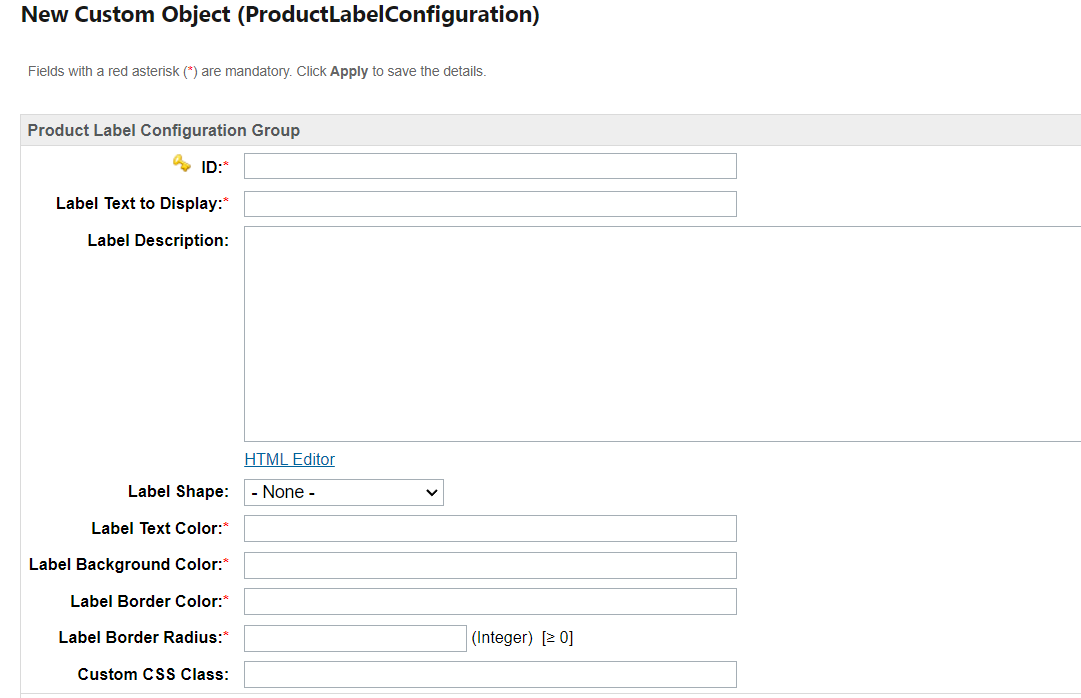 New Custom Object (ProductLabelConfiguration)
Fields with a red asterisk (*) are mandatory. Click Apply to save the details.
Product Label Configuration Group
ID:*
Label Text to Display:*
Label Description:
HTML Editor
Label Shape: - None -
Label Text Color:*
Label Background Color:*
Label Border Color:*
Label Border Radius:* (Integer) [≥ 0]
Custom CSS Class: